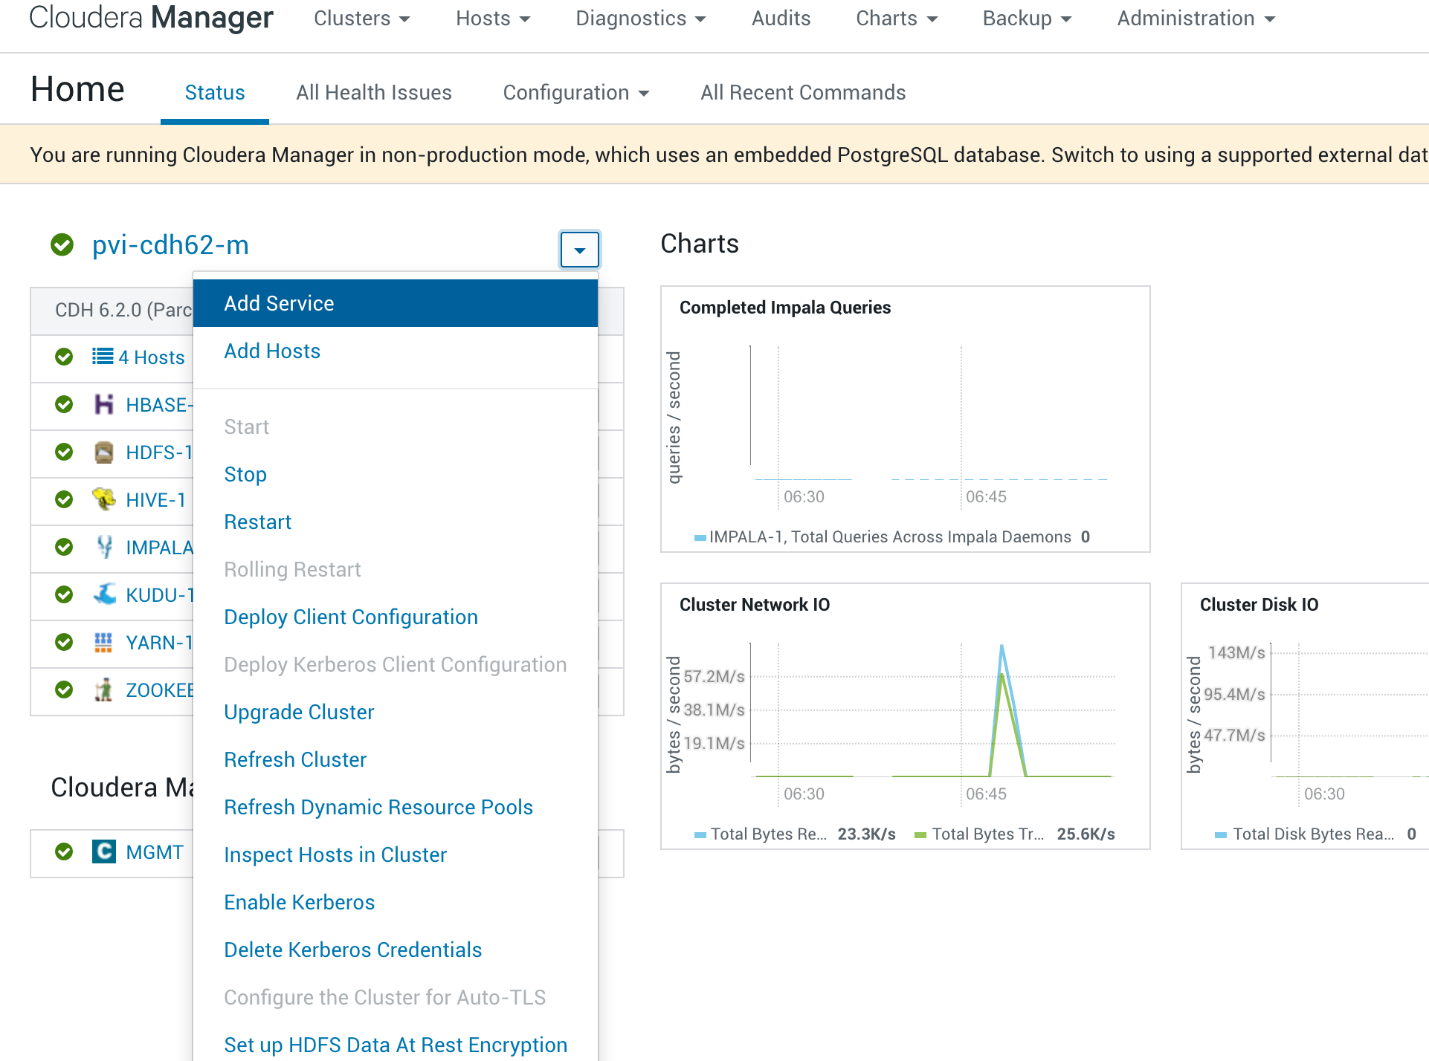 Cloudera Manager Clusters Hosts Diagnostics Audits Charts Backup Administration
Home Status All Health Issues Configuration All Recent Commands
You are running Cloudera Manager in non-production mode, which uses an embedded PostgreSQL database. Switch to using a supported external dat
pvi-cdh62-m
CDH 6.2.0 (Parc
4 Hosts
HBASE-
HDFS-1
HIVE-1
IMPALA
KUDU-1
YARN-1
ZOOKEE
Cloudera Ma
MGMT
Add Service
Add Hosts
Start
Stop
Restart
Rolling Restart
Deploy Client Configuration
Deploy Kerberos Client Configuration
Upgrade Cluster
Refresh Cluster
Refresh Dynamic Resource Pools
Inspect Hosts in Cluster
Enable Kerberos
Delete Kerberos Credentials
Configure the Cluster for Auto-TLS
Set up HDFS Data At Rest Encryption
Charts
Completed Impala Queries
queries / second
06:30 06:45
IMPALA-1, Total Queries Across Impala Daemons 0
Cluster Network IO
bytes / second
57.2M/s
38.1M/s
19.1M/s
06:30 06:45
Total Bytes Re... 23.3K/s Total Bytes Tr... 25.6K/s
Cluster Disk IO
bytes / second
143M/s
95.4M/s
47.7M/s
06:30
Total Disk Bytes Rea... 0